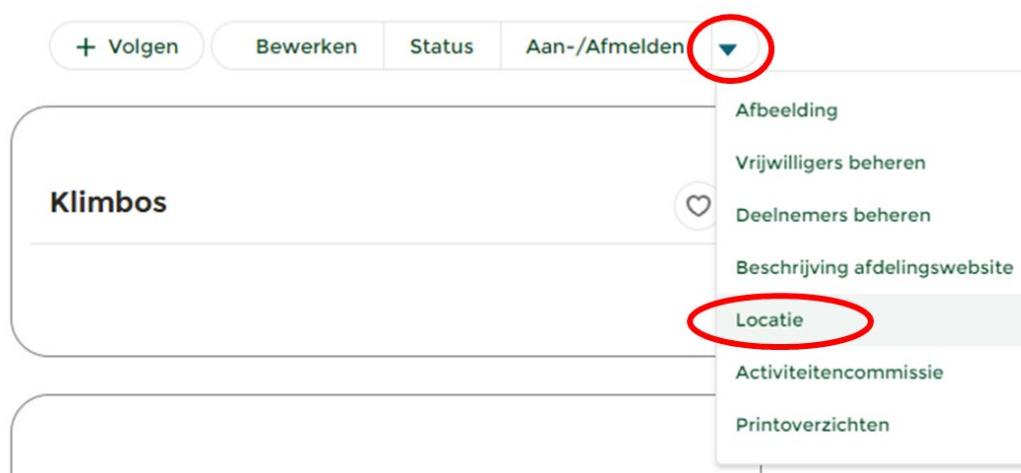 + Volgen Bewerken Status Aan-/Afmelden
Afbeelding
Vrijwilligers beheren
Klimbos
Deelnemers beheren
Beschrijving afdelingswebsite
Locatie
Activiteitencommissie
Printoverzichten